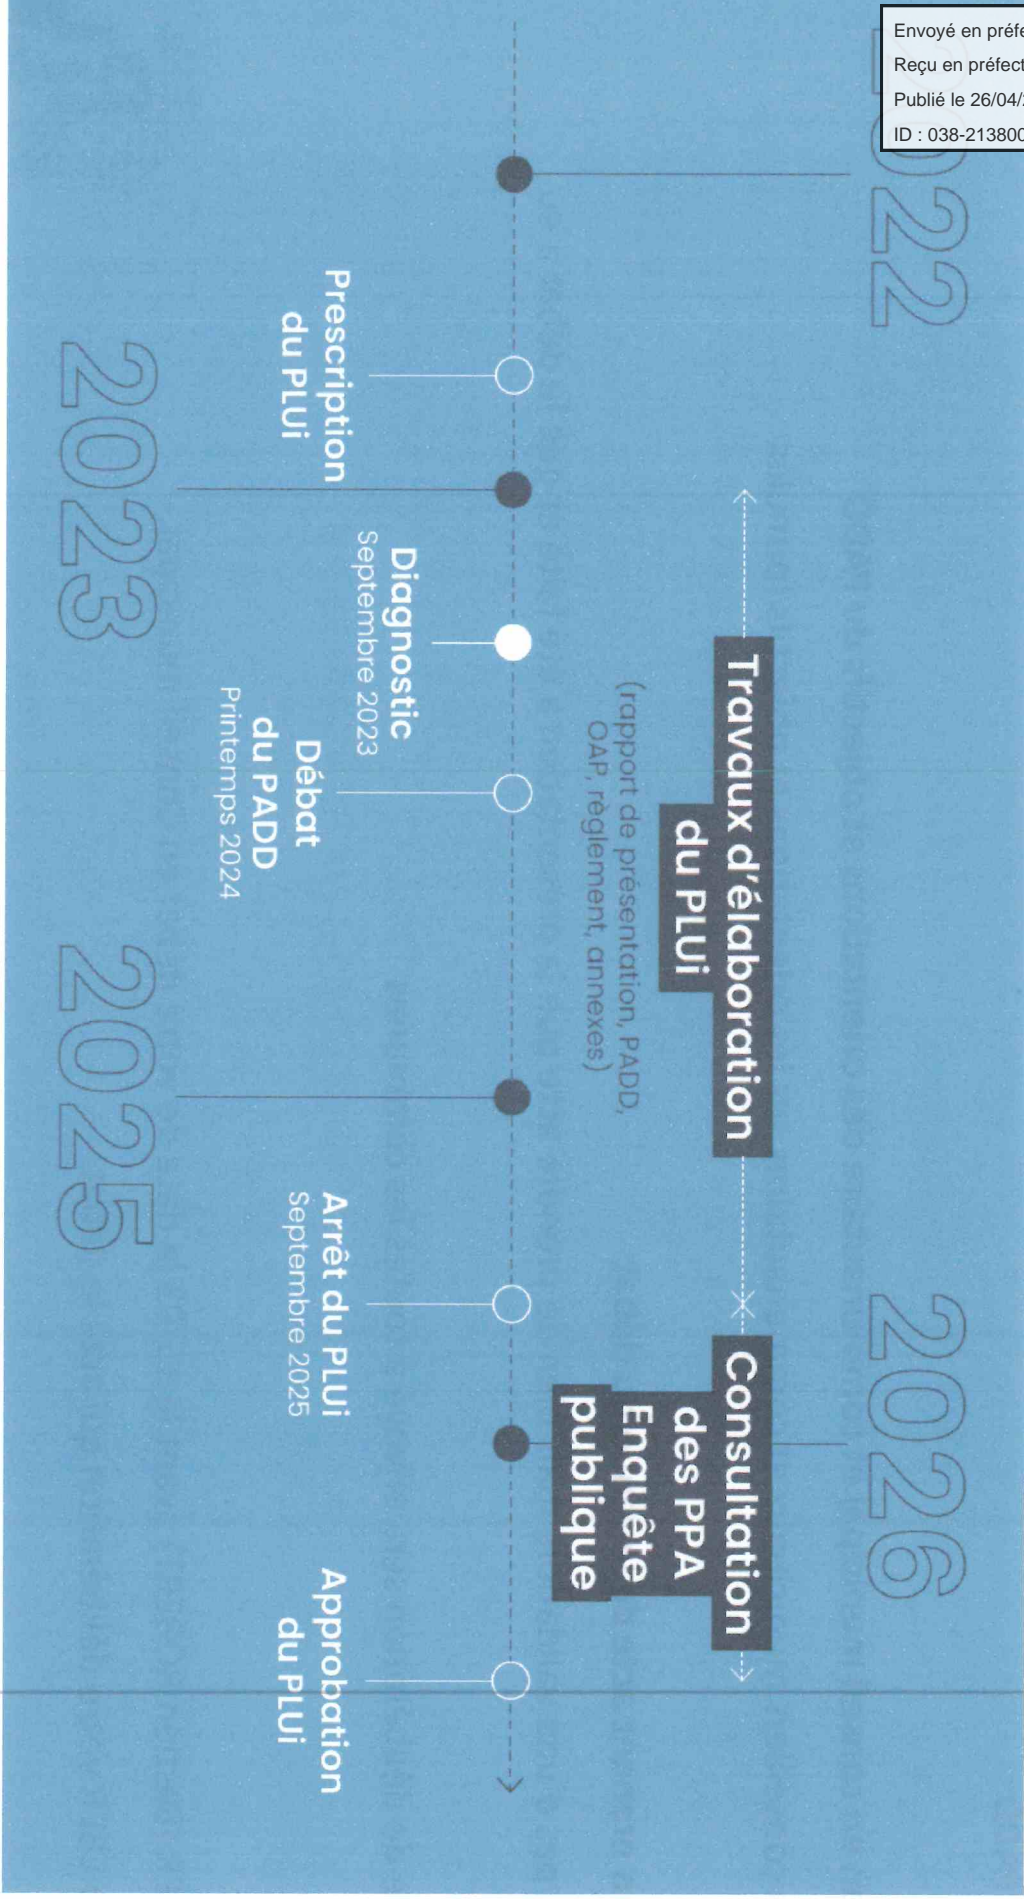 Envoyé en préfe
Reçu en préfect
Publié le 26/04/
ID : 038-213800
2022
2026
Travaux d'élaboration
du PLUi
(rapport de présentation, PADD,
OAP, règlement, annexes)
Consultation
des PPA
Enquête
publique
Prescription
du PLUi
Diagnostic
Septembre 2023
Débat
du PADD
Printemps 2024
Arrêt du PLUi
Septembre 2025
Approbation
du PLUi
2023
2025